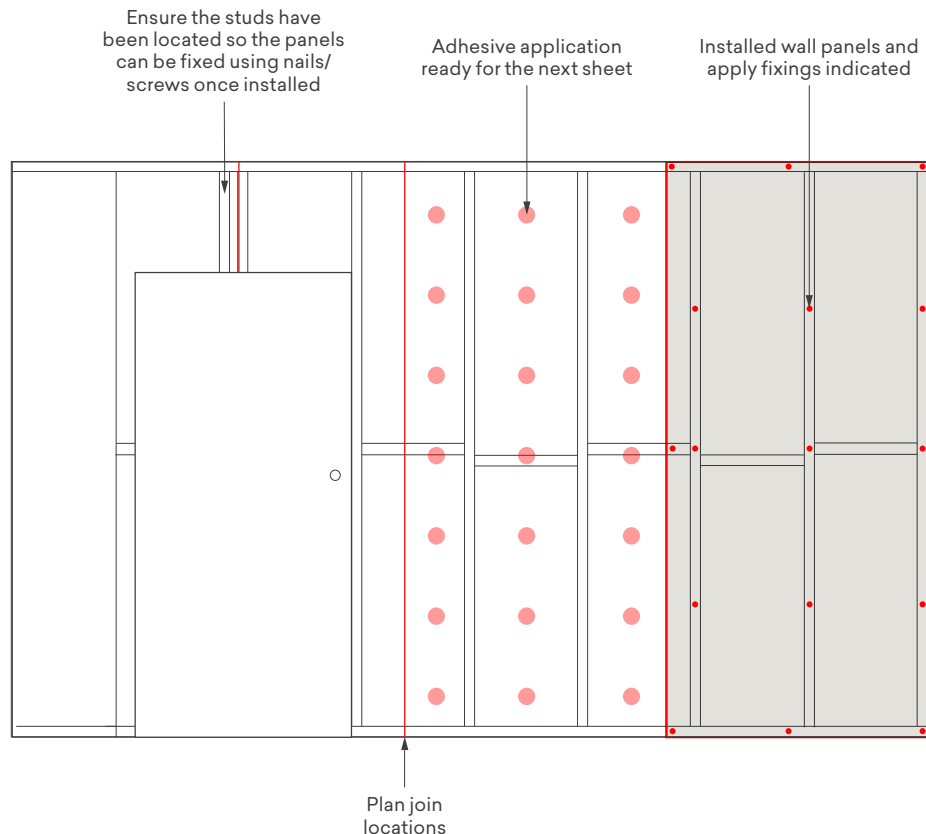 Ensure the studs have
been located so the panels
can be fixed using nails/
screws once installed
Adhesive application
ready for the next sheet
Installed wall panels and
apply fixings indicated
Plan join
locations